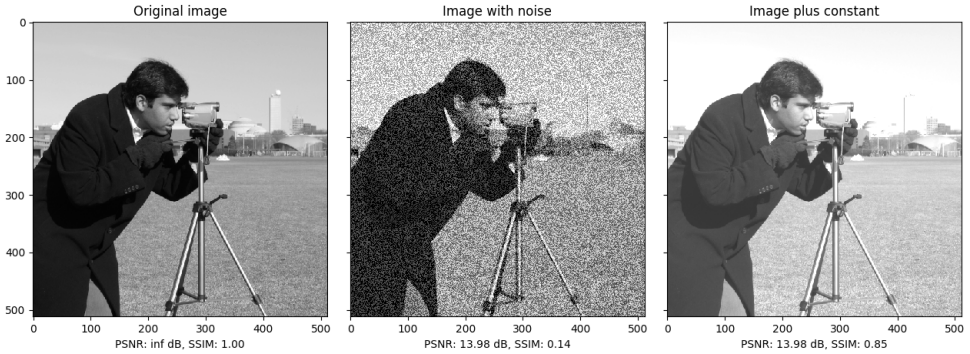 Original image
Image with noise
Image plus constant
0
100
200
300
400
500
0 100 200 300 400 500
0 100 200 300 400 500
0 100 200 300 400 500
PSNR: inf dB, SSIM: 1.00
PSNR: 13.98 dB, SSIM: 0.14
PSNR: 13.98 dB, SSIM: 0.85